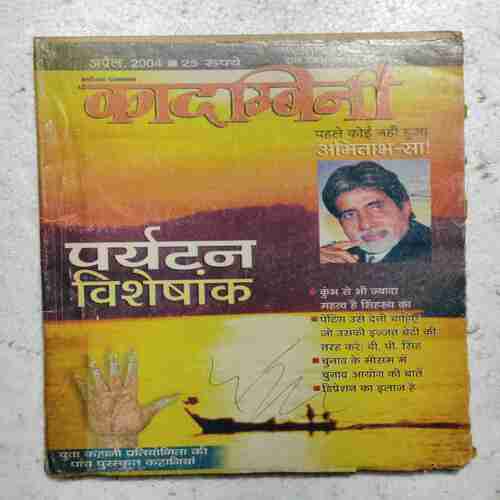 अप्रैल, 2004 ■ 25 रुपये
कादम्बिनी
पहले कोई नहीं हुआ
अमिताभ-सा!
पर्यटन
विशेषांक
कुंभ से भी ज्यादा
महत्व है सिंहस्थ का
पेंटिंग उसे देनी चाहिए
जो उसकी इज्जत बेटी की
तरह करे: वी. पी. सिंह
चुनाव के मौसम में
चुनाव आयोग की बातें
डिप्रेशन का इलाज है
युवा कहानी प्रतियोगिता की
पांच पुरस्कृत कहानियां